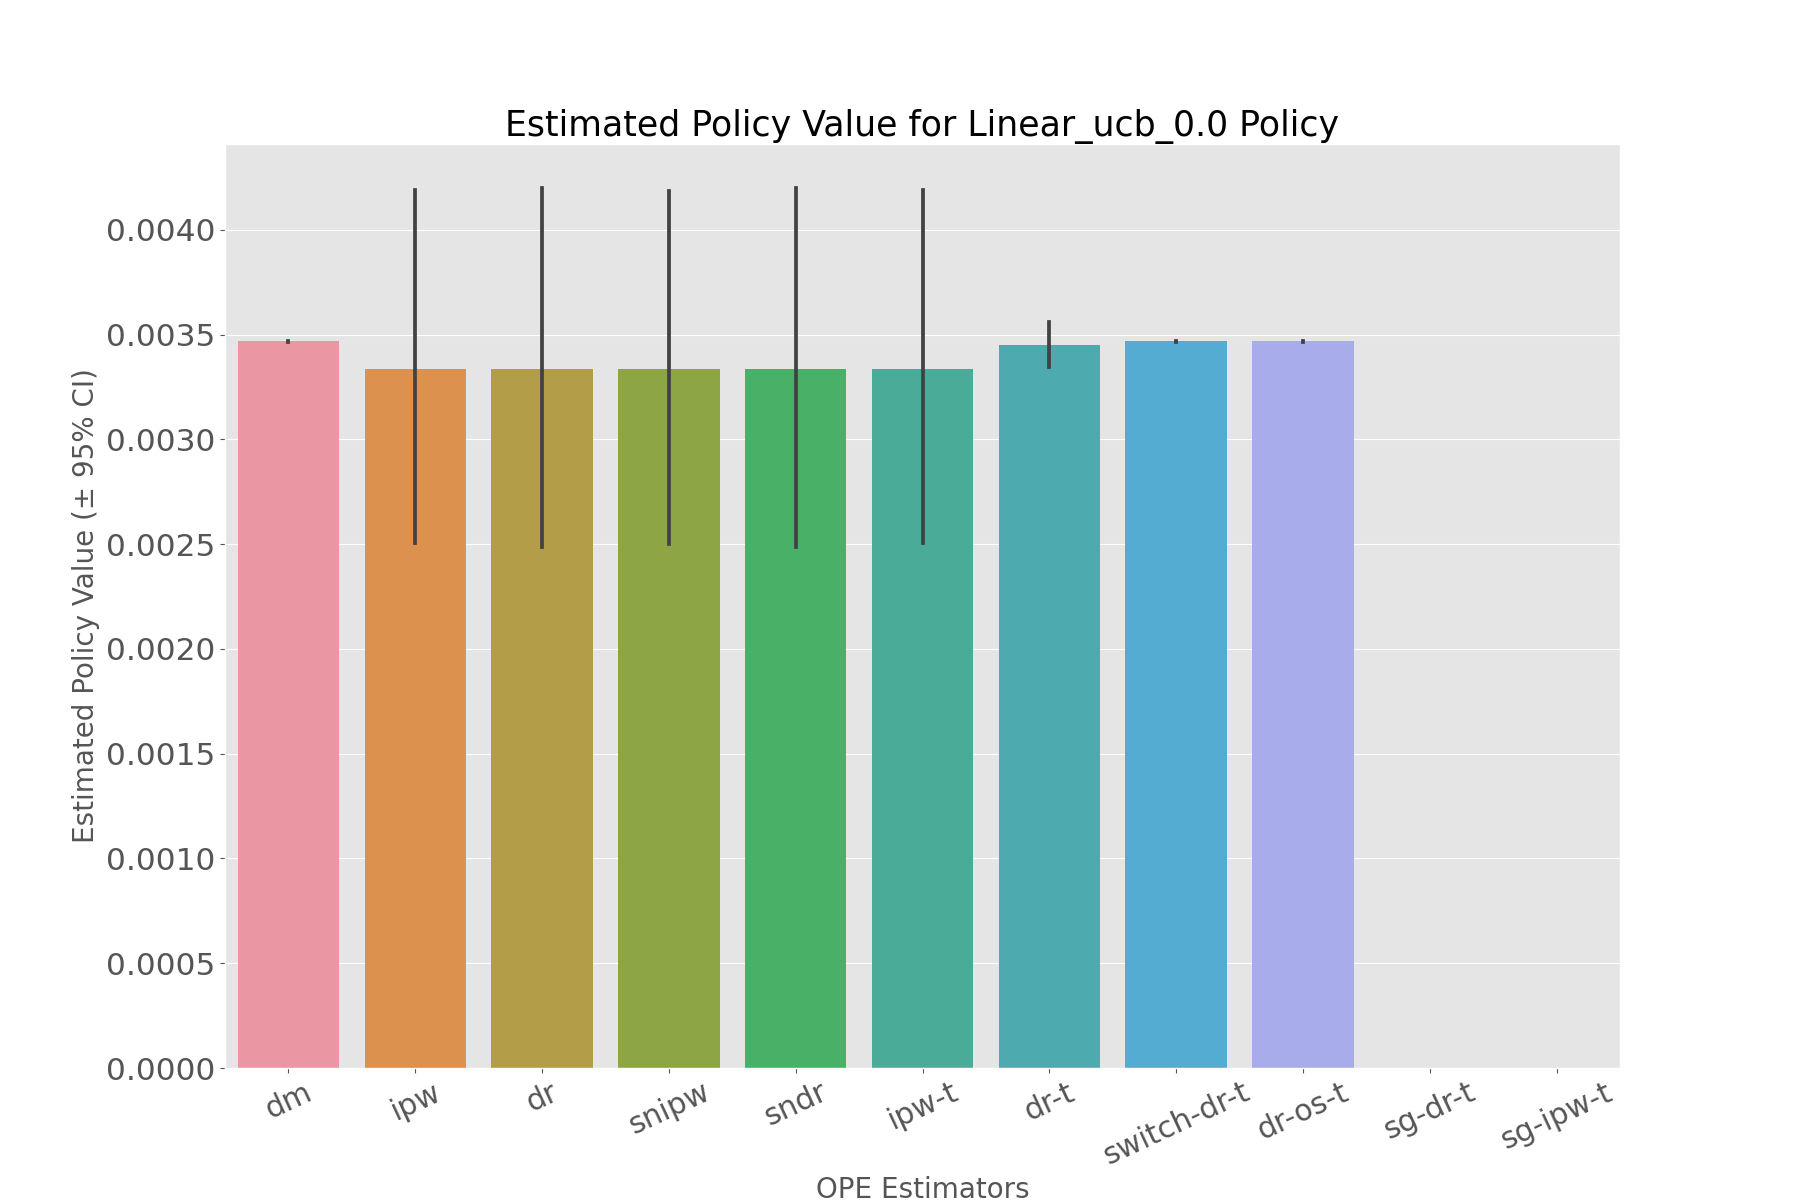 Estimated Policy Value for Linear_ucb_0.0 Policy
Estimated Policy Value (± 95% CI)
0.0040
0.0035
0.0030
0.0025
0.0020
0.0015
0.0010
0.0005
0.0000
dm
ipw
dr
snipw
sndr
ipw-t
dr-t
switch-dr-t
dr-os-t
sg-dr-t
sg-ipw-t
OPE Estimators